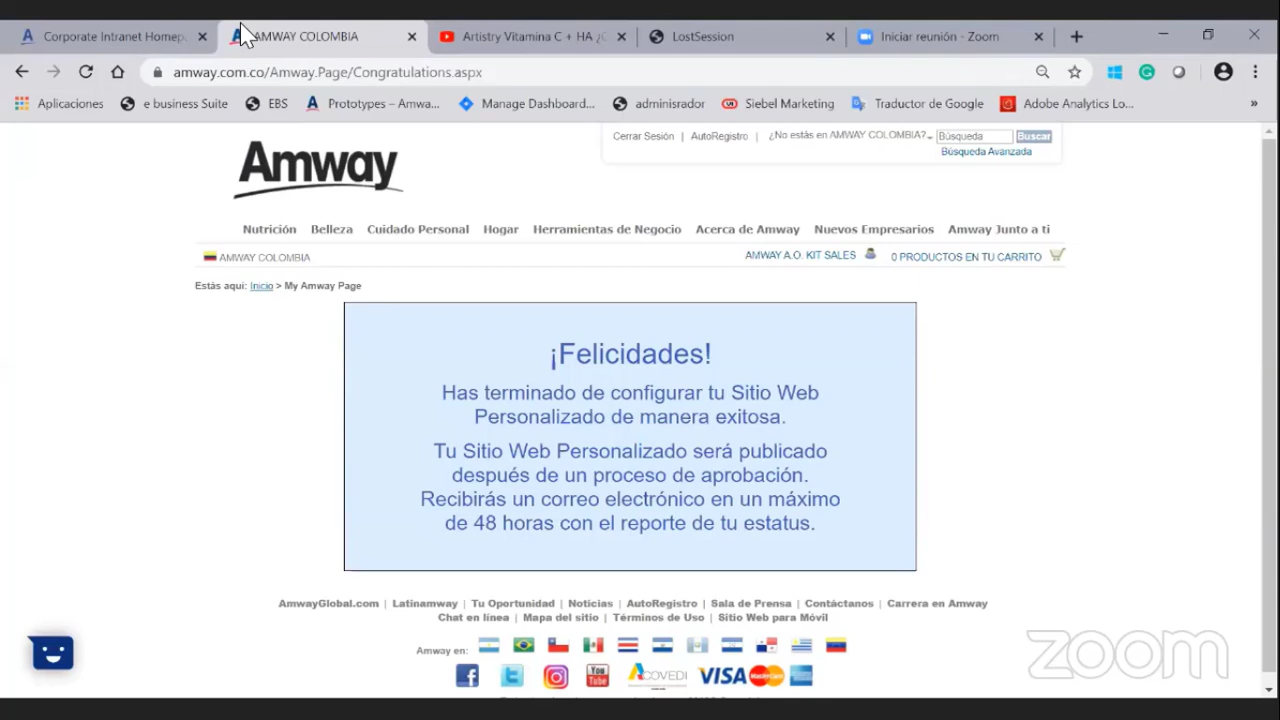 Corporate Intranet Homep
AMWAY COLOMBIA
Artistry Vitamina C + HA ¿
LostSession
Iniciar reunión - Zoom
amway.com.co/Amway.Page/Congratulations.aspx
Aplicaciones
e business Suite
EBS
Prototypes – Amwa...
Manage Dashboard...
adminisrador
Siebel Marketing
Traductor de Google
Adobe Analytics Lo...
»
Amway
Cerrar Sesión | AutoRegistro | ¿No estás en AMWAY COLOMBIA?
Búsqueda
Buscar
Búsqueda Avanzada
Nutrición Belleza Cuidado Personal Hogar Herramientas de Negocio Acerca de Amway Nuevos Empresarios Amway Junto a ti
AMWAY COLOMBIA
AMWAY A.O. KIT SALES
0 PRODUCTOS EN TU CARRITO
Estás aquí: Inicio > My Amway Page
¡Felicidades!
Has terminado de configurar tu Sitio Web
Personalizado de manera exitosa.
Tu Sitio Web Personalizado será publicado
después de un proceso de aprobación.
Recibirás un correo electrónico en un máximo
de 48 horas con el reporte de tu estatus.
AmwayGlobal.com | Latinamway | Tu Oportunidad | Noticias | AutoRegistro | Sala de Prensa | Contáctanos | Carrera en Amway
Chat en línea | Mapa del sitio | Términos de Uso | Sitio Web para Móvil
Amway en:
You Tube
ACOVEDI
VISA
MasterCard
zoom